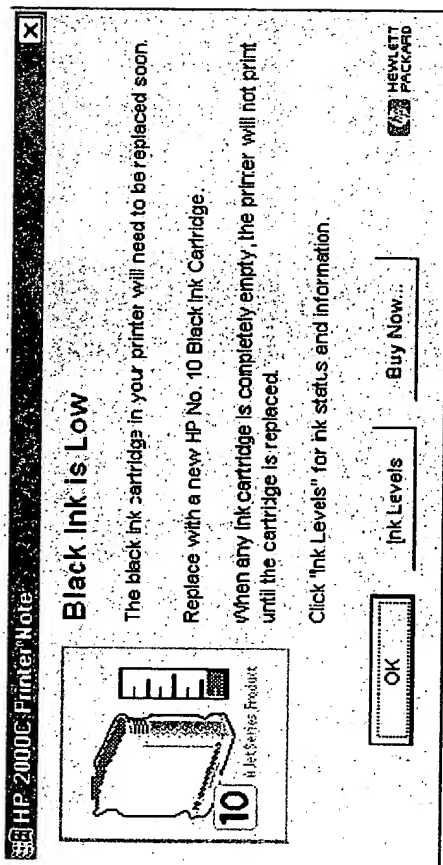 HP 2000C Printer Note
Black Ink is Low
The black ink cartridge in your printer will need to be replaced soon.
Replace with a new HP No. 10 Black Ink Cartridge.
When any ink cartridge is completely empty, the printer will not print
until the cartridge is replaced.
Click "Ink Levels" for ink status and information.
10
A JetSeries Product
OK
Ink Levels
Buy Now...
hp HEWLETT
PACKARD